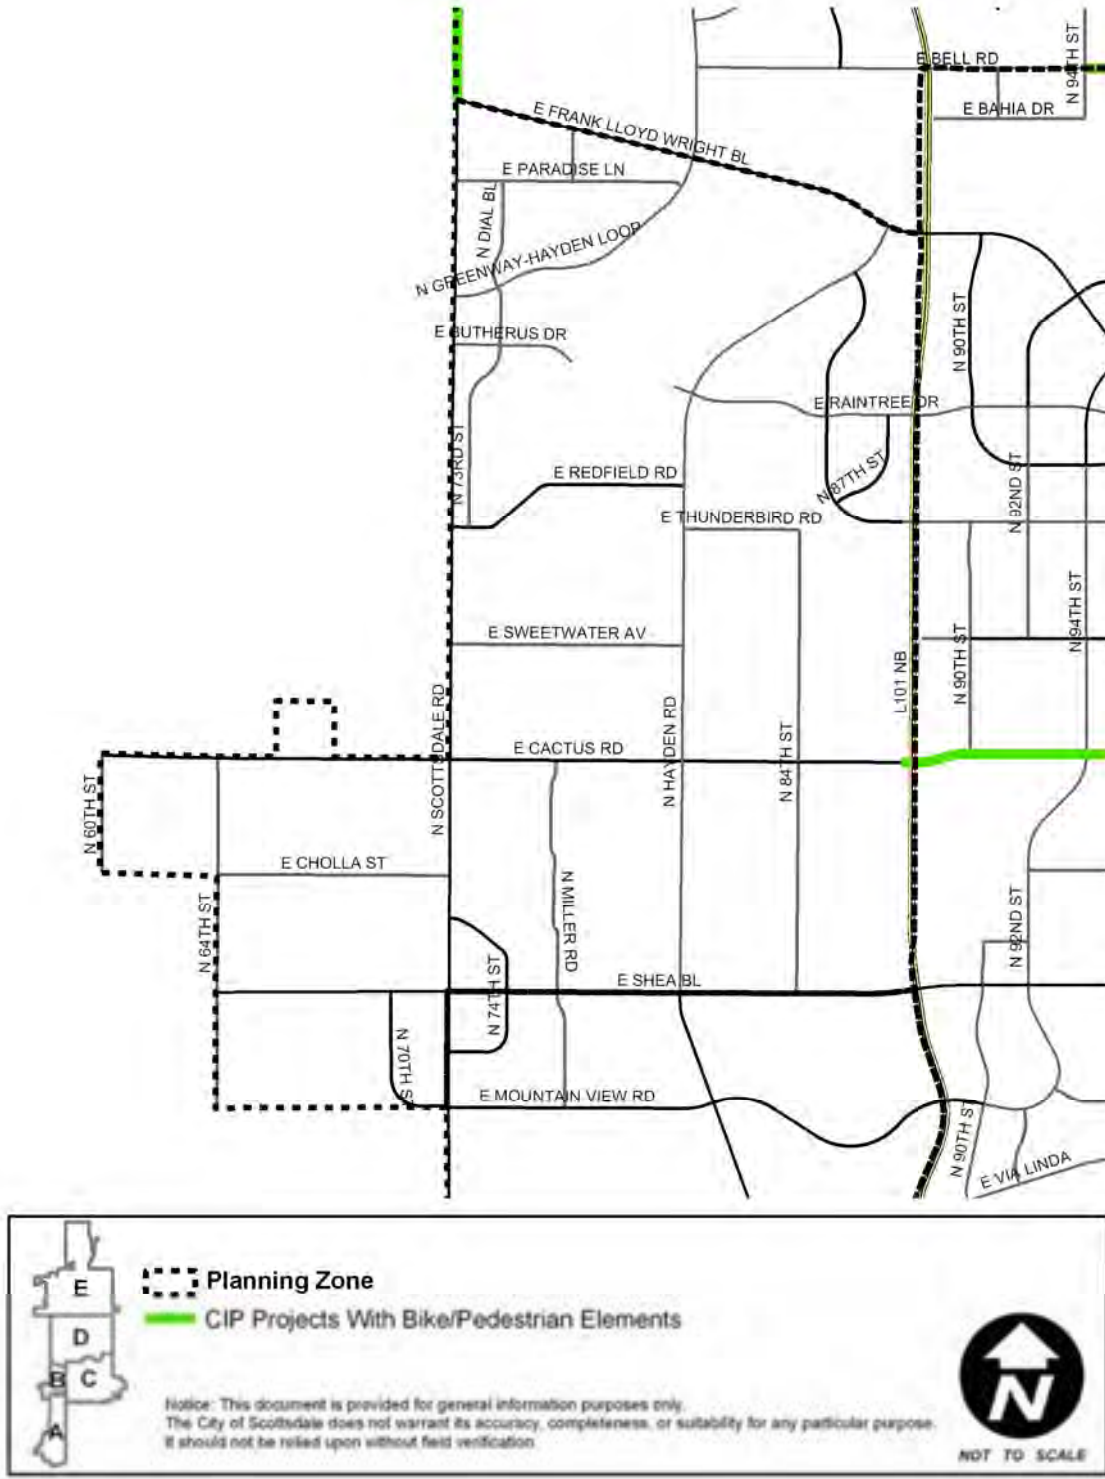 E BELL RD
N 94TH ST
E BAHIA DR
E FRANK LLOYD WRIGHT BL
E PARADISE LN
N DIAL BL
N GREENWAY-HAYDEN LOOP
E BUTHERUS DR
N 90TH ST
E RAINTREE DR
N 73RD ST
E REDFIELD RD
N 87TH ST
N 92ND ST
E THUNDERBIRD RD
N 94TH ST
E SWEETWATER AV
N 90TH ST
L101 NB
N SCOTTSDALE RD
N HAYDEN RD
N 84TH ST
E CACTUS RD
N 60TH ST
E CHOLLA ST
N MILLER RD
N 64TH ST
N 92ND ST
N 74TH ST
E SHEA BL
N 70TH ST
E MOUNTAIN VIEW RD
N 90TH ST
E VIA LINDA
E
D
B
C
A
Planning Zone
CIP Projects With Bike/Pedestrian Elements
Notice: This document is provided for general information purposes only.
The City of Scottsdale does not warrant its accuracy, completeness, or suitability for any particular purpose.
It should not be relied upon without field verification
N
NOT TO SCALE